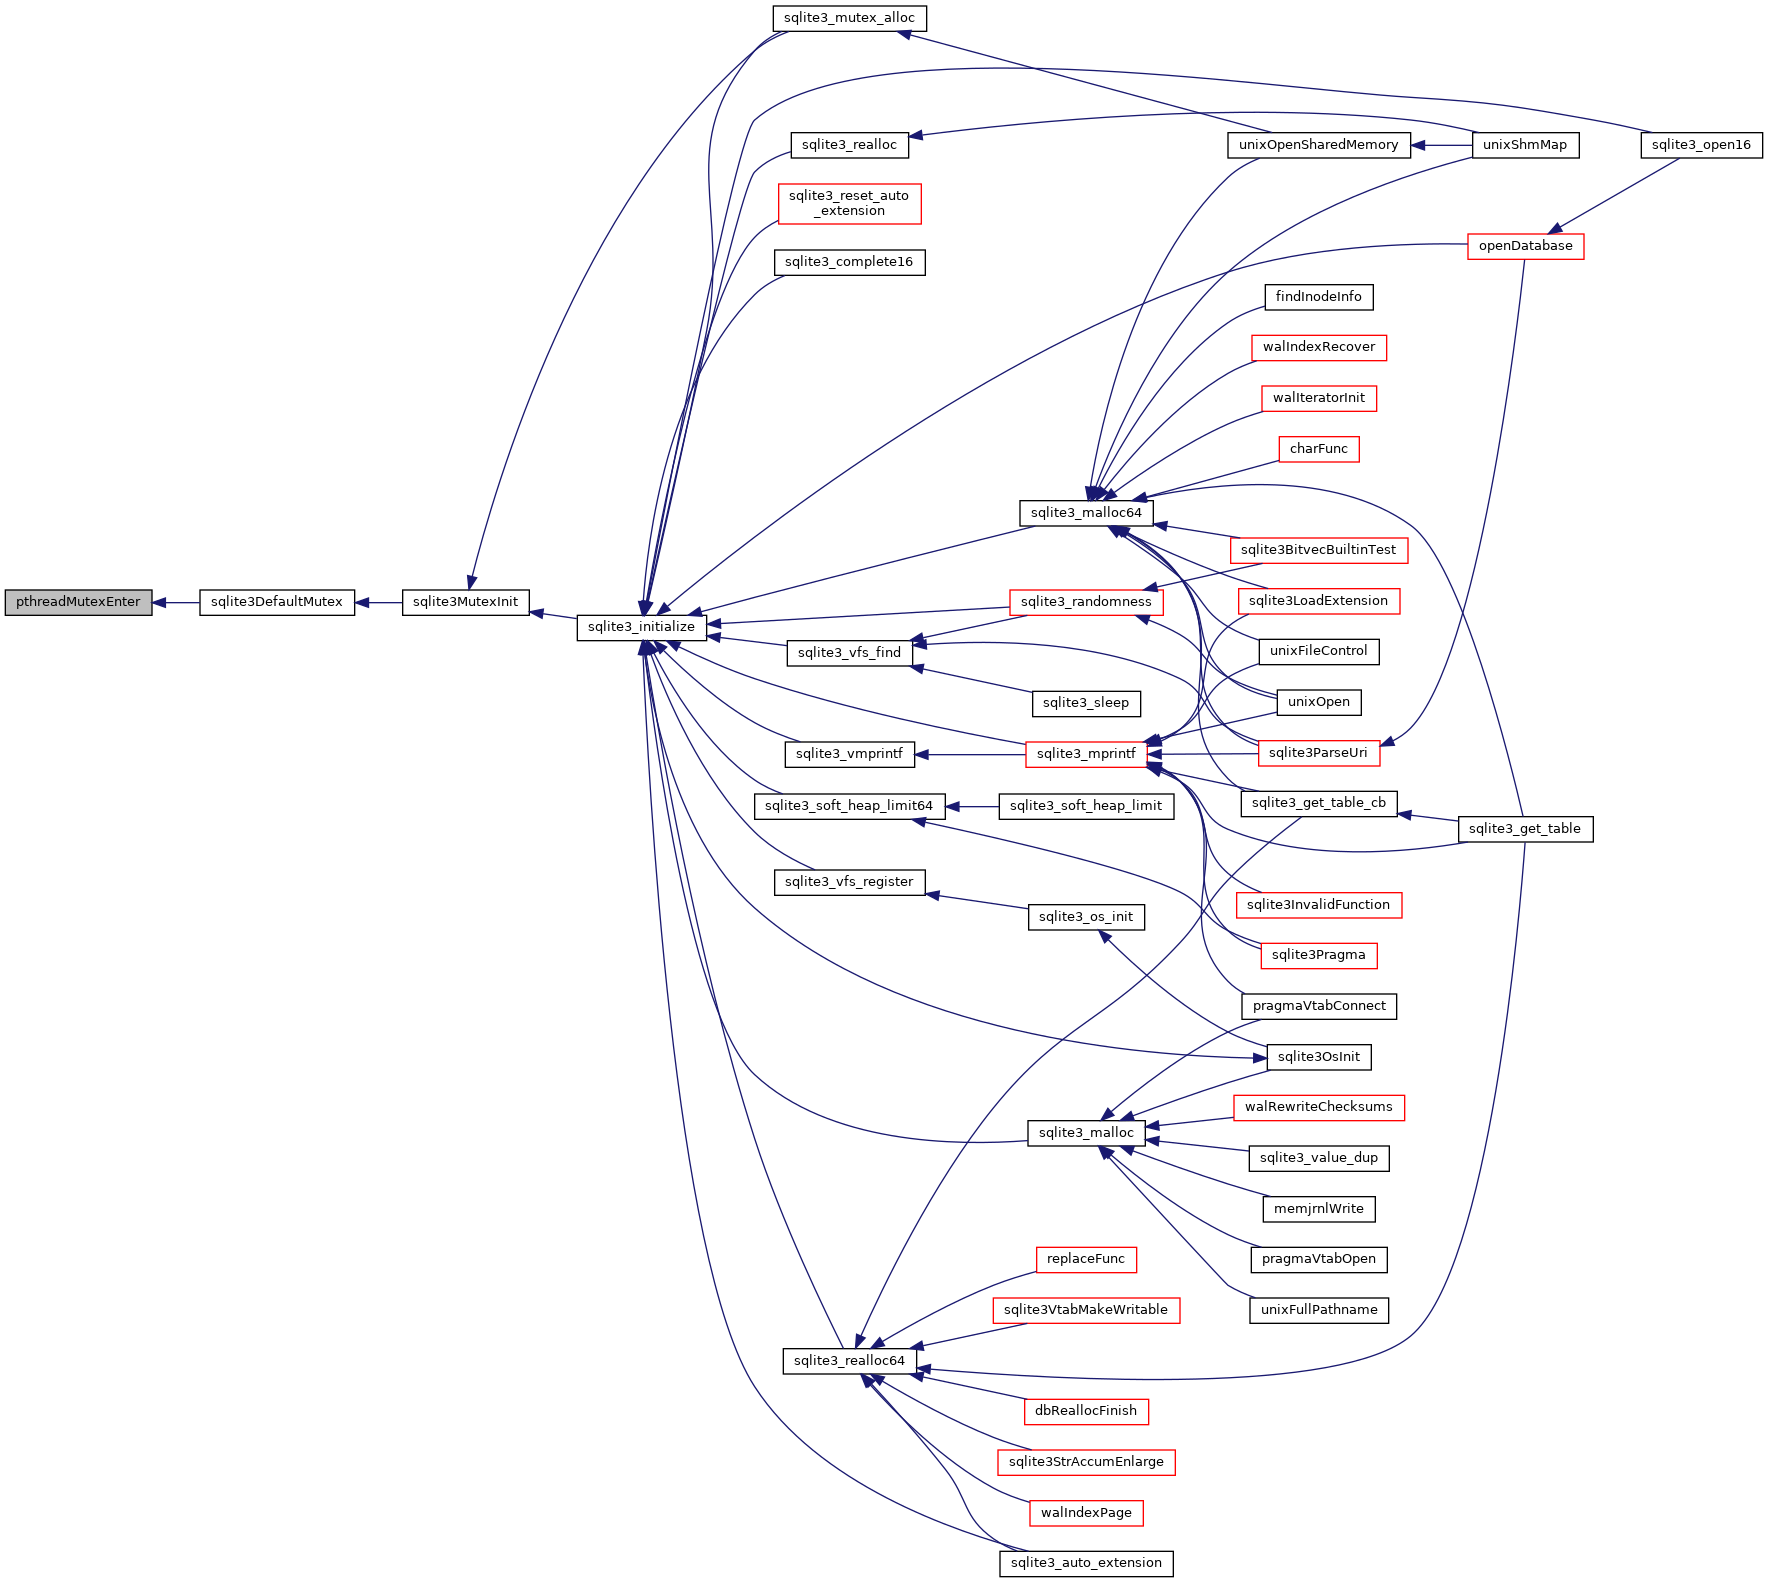 sqlite3_mutex_alloc
unixOpenSharedMemory
unixShmMap
sqlite3_open16
sqlite3_realloc
sqlite3_reset_auto
_extension
openDatabase
sqlite3_complete16
findInodeInfo
walIndexRecover
walIteratorInit
charFunc
sqlite3_malloc64
sqlite3BitvecBuiltinTest
pthreadMutexEnter
sqlite3DefaultMutex
sqlite3MutexInit
sqlite3_randomness
sqlite3LoadExtension
sqlite3_initialize
sqlite3_vfs_find
unixFileControl
sqlite3_sleep
unixOpen
sqlite3_vmprintf
sqlite3_mprintf
sqlite3ParseUri
sqlite3_soft_heap_limit64
sqlite3_soft_heap_limit
sqlite3_get_table_cb
sqlite3_get_table
sqlite3_vfs_register
sqlite3InvalidFunction
sqlite3_os_init
sqlite3Pragma
pragmaVtabConnect
sqlite3OsInit
walRewriteChecksums
sqlite3_malloc
sqlite3_value_dup
memjrnlWrite
replaceFunc
pragmaVtabOpen
sqlite3VtabMakeWritable
unixFullPathname
sqlite3_realloc64
dbReallocFinish
sqlite3StrAccumEnlarge
walIndexPage
sqlite3_auto_extension